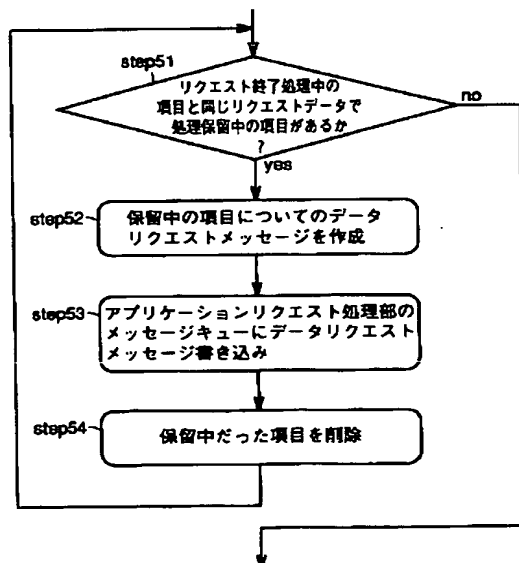 step51
リクエスト終了処理中の
項目と同じリクエストデータで
処理保留中の項目があるか
?
no
yes
step52
保留中の項目についてのデータ
リクエストメッセージを作成
step53
アプリケーションリクエスト処理部の
メッセージキューにデータリクエスト
メッセージ書き込み
step54
保留中だった項目を削除